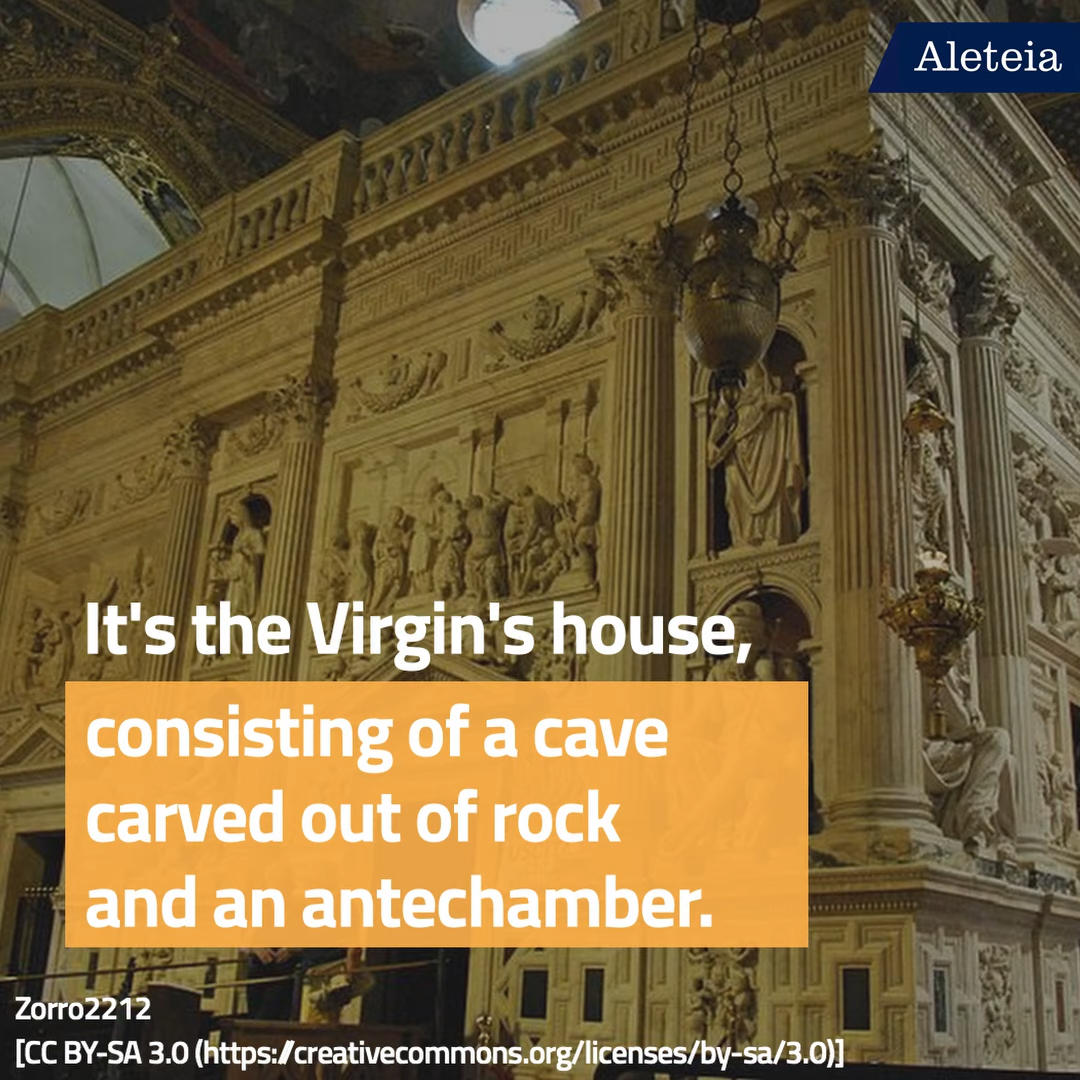 Aleteia
It's the Virgin's house,
consisting of a cave
carved out of rock
and an antechamber.
Zorro2212
[CC BY-SA 3.0 (https://creativecommons.org/licenses/by-sa/3.0)]